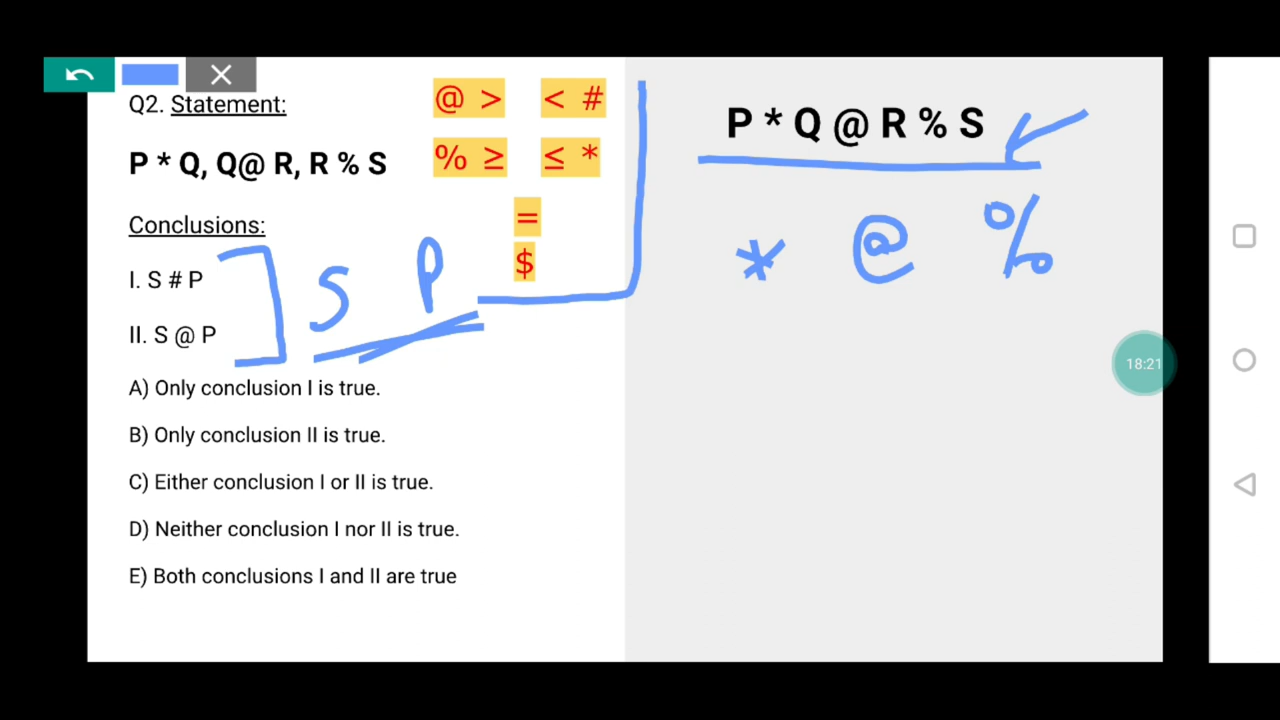 Q2. Statement:
@ > < #
P * Q, Q@ R, R % S
% ≥ ≤ *
Conclusions:
=
$
I. S # P
II. S @ P
S P
A) Only conclusion I is true.
B) Only conclusion II is true.
C) Either conclusion I or II is true.
D) Neither conclusion I nor II is true.
E) Both conclusions I and II are true
P * Q @ R % S
* @ %
18:21